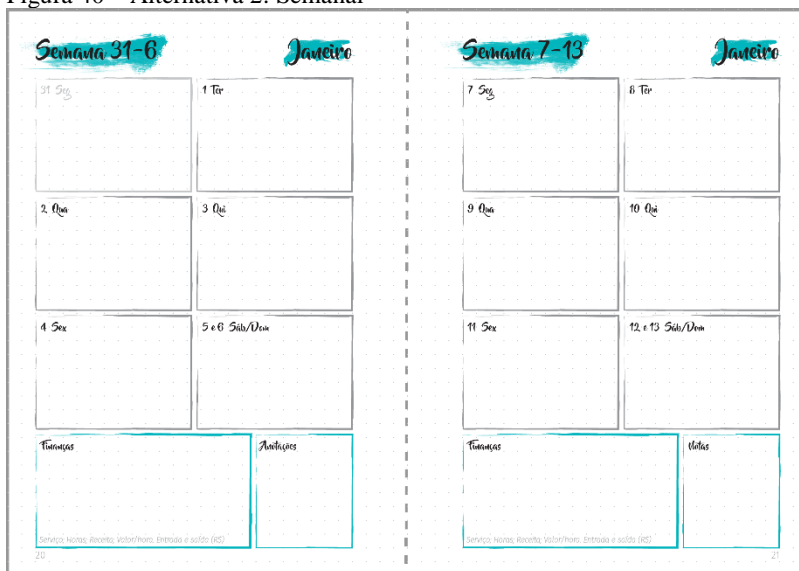 Figura 40 – Alternativa 2: Semanal
Semana 31-6 Janeiro
31 Seg 1 Ter
2 Qua 3 Qui
4 Sex 5 e 6 Sáb/Dom
Finanças Anotações
Serviço; Horas; Receita; Valor/hora; Entrada e saída (R$)
20
Semana 7-13 Janeiro
7 Seg 8 Ter
9 Qua 10 Qui
11 Sex 12 e 13 Sáb/Dom
Finanças Notas
Serviço; Horas; Receita; Valor/hora; Entrada e saída (R$)
21